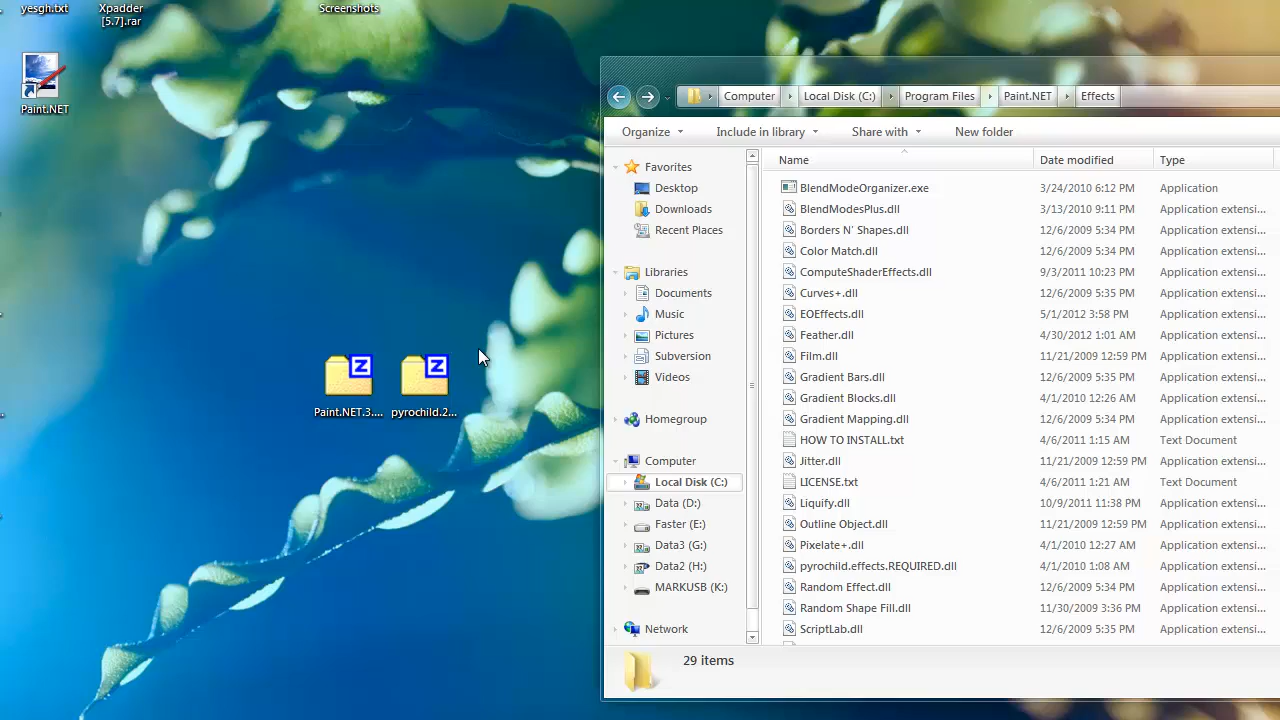 yesgh.txt
Xpadder
[5.7].rar
Screenshots
Paint.NET
Paint.NET.3....
pyrochild.2...
Computer
Local Disk (C:)
Program Files
Paint.NET
Effects
Organize
Include in library
Share with
New folder
Favorites
Desktop
Downloads
Recent Places
Libraries
Documents
Music
Pictures
Subversion
Videos
Homegroup
Computer
Local Disk (C:)
Data (D:)
Faster (E:)
Data3 (G:)
Data2 (H:)
MARKUSB (K:)
Network
Name Date modified Type
BlendModeOrganizer.exe 3/24/2010 6:12 PM Application
BlendModesPlus.dll 3/13/2010 9:11 PM Application extensi...
Borders N' Shapes.dll 12/6/2009 5:34 PM Application extensi...
Color Match.dll 12/6/2009 5:34 PM Application extensi...
ComputeShaderEffects.dll 9/3/2011 10:23 PM Application extensi...
Curves+.dll 12/6/2009 5:35 PM Application extensi...
EOEffects.dll 5/1/2012 3:58 PM Application extensi...
Feather.dll 4/30/2012 1:01 AM Application extensi...
Film.dll 11/21/2009 12:59 PM Application extensi...
Gradient Bars.dll 12/6/2009 5:35 PM Application extensi...
Gradient Blocks.dll 4/1/2010 12:26 AM Application extensi...
Gradient Mapping.dll 12/6/2009 5:34 PM Application extensi...
HOW TO INSTALL.txt 4/6/2011 1:15 AM Text Document
Jitter.dll 11/21/2009 12:59 PM Application extensi...
LICENSE.txt 4/6/2011 1:21 AM Text Document
Liquify.dll 10/9/2011 11:38 PM Application extensi...
Outline Object.dll 11/21/2009 12:59 PM Application extensi...
Pixelate+.dll 4/1/2010 12:27 AM Application extensi...
pyrochild.effects.REQUIRED.dll 4/1/2010 1:08 AM Application extensi...
Random Effect.dll 12/6/2009 5:34 PM Application extensi...
Random Shape Fill.dll 11/30/2009 3:36 PM Application extensi...
ScriptLab.dll 12/6/2009 5:35 PM Application extensi...
29 items